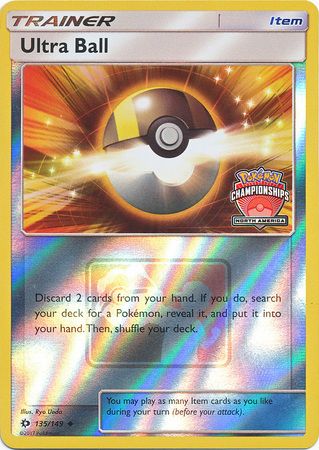 TRAINER Item
Ultra Ball
Pokémon
CHAMPIONSHIPS
NORTH AMERICA
Discard 2 cards from your hand. If you do, search
your deck for a Pokémon, reveal it, and put it into
your hand. Then, shuffle your deck.
You may play as many Item cards as you like
during your turn (before your attack).
Illus. Ryo Ueda
135/149